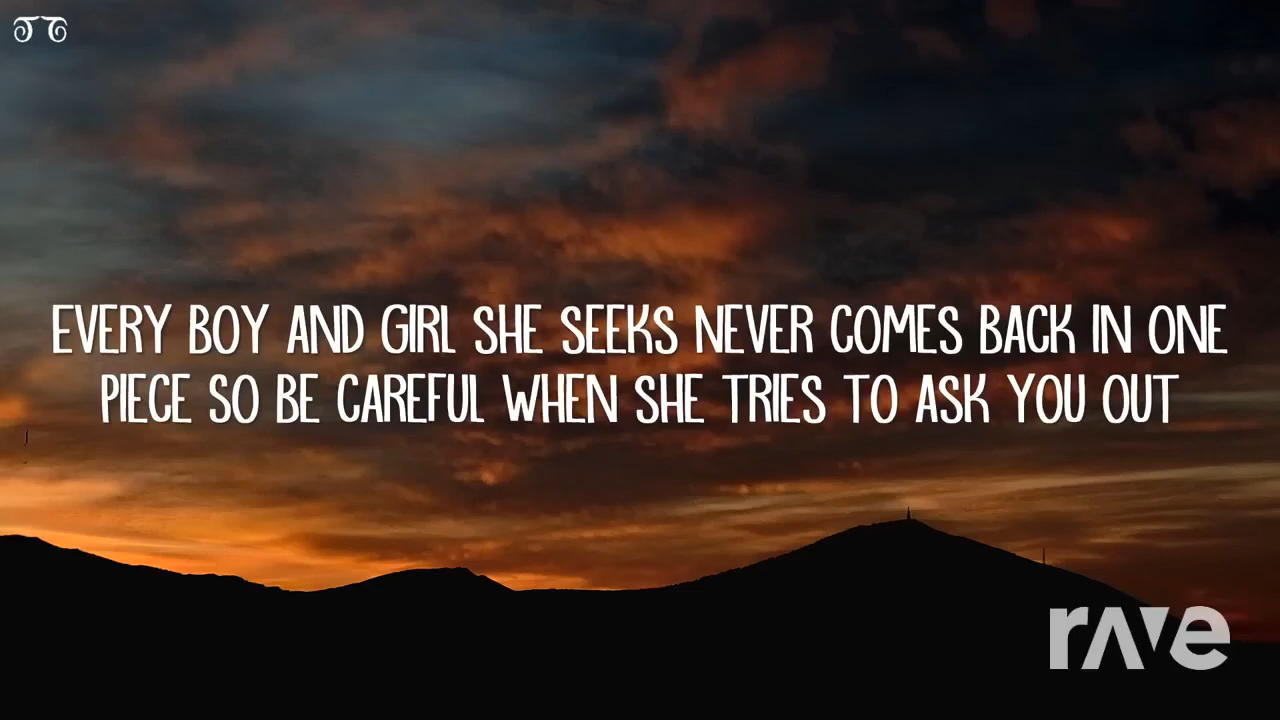 EVERY BOY AND GIRL SHE SEEKS NEVER COMES BACK IN ONE
PIECE SO BE CAREFUL WHEN SHE TRIES TO ASK YOU OUT
rave